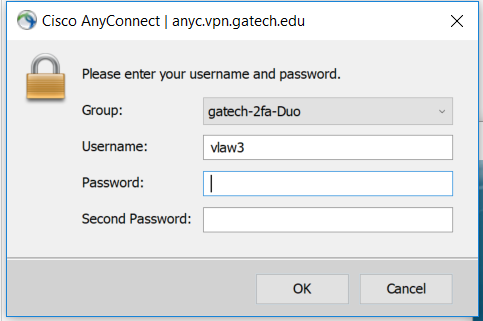 Cisco AnyConnect | anyc.vpn.gatech.edu
Please enter your username and password.
Group: gatech-2fa-Duo
Username: vlaw3
Password:
Second Password:
OK Cancel